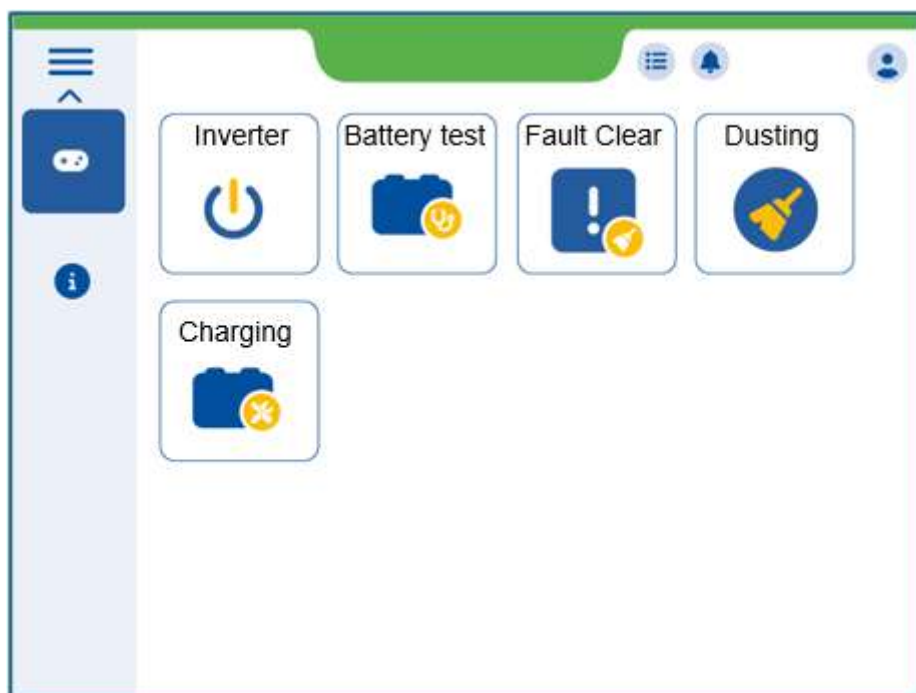 Inverter
Battery test
Fault Clear
Dusting
Charging